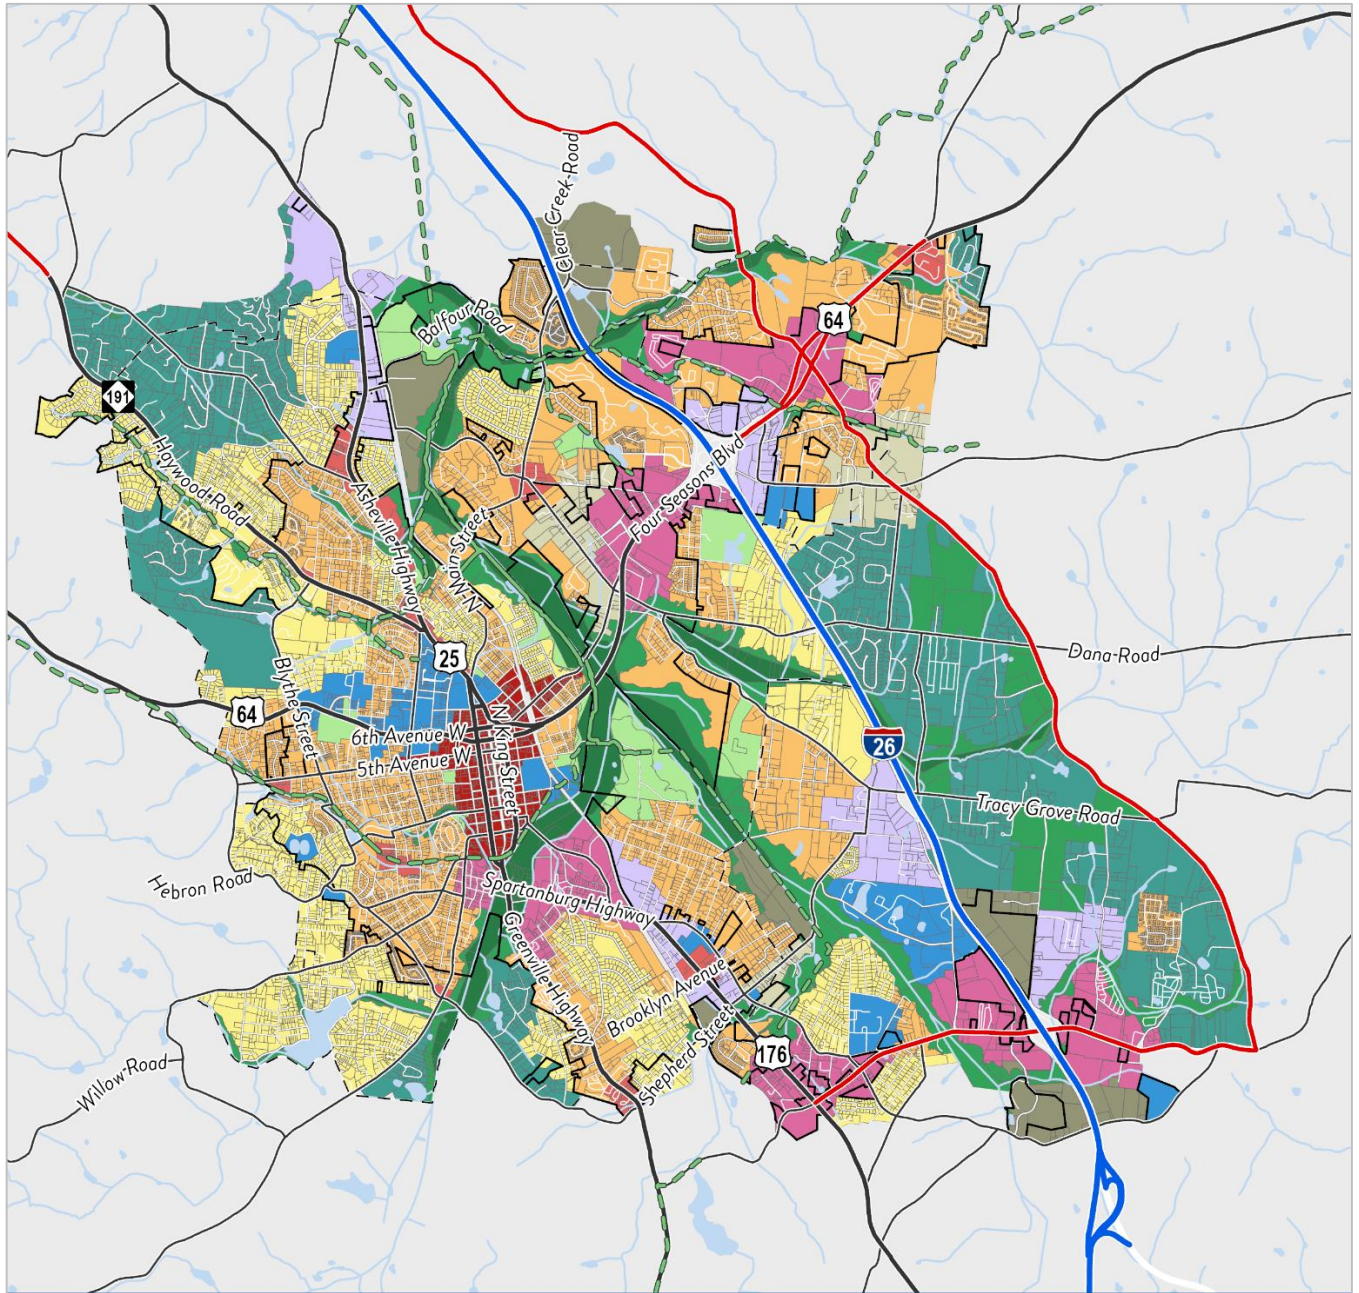 Clear Creek Road
64
Balfour Road
191
Haywood Road
Four Seasons Blvd
Asheville Highway
N Main Street
25
Dana Road
Blythe Street
64
6th Avenue W
N King Street
5th Avenue W
26
Tracy Grove Road
Hebron Road
Spartanburg Highway
Greenville Highway
Brooklyn Avenue
Shepherd Street
176
Willow Road